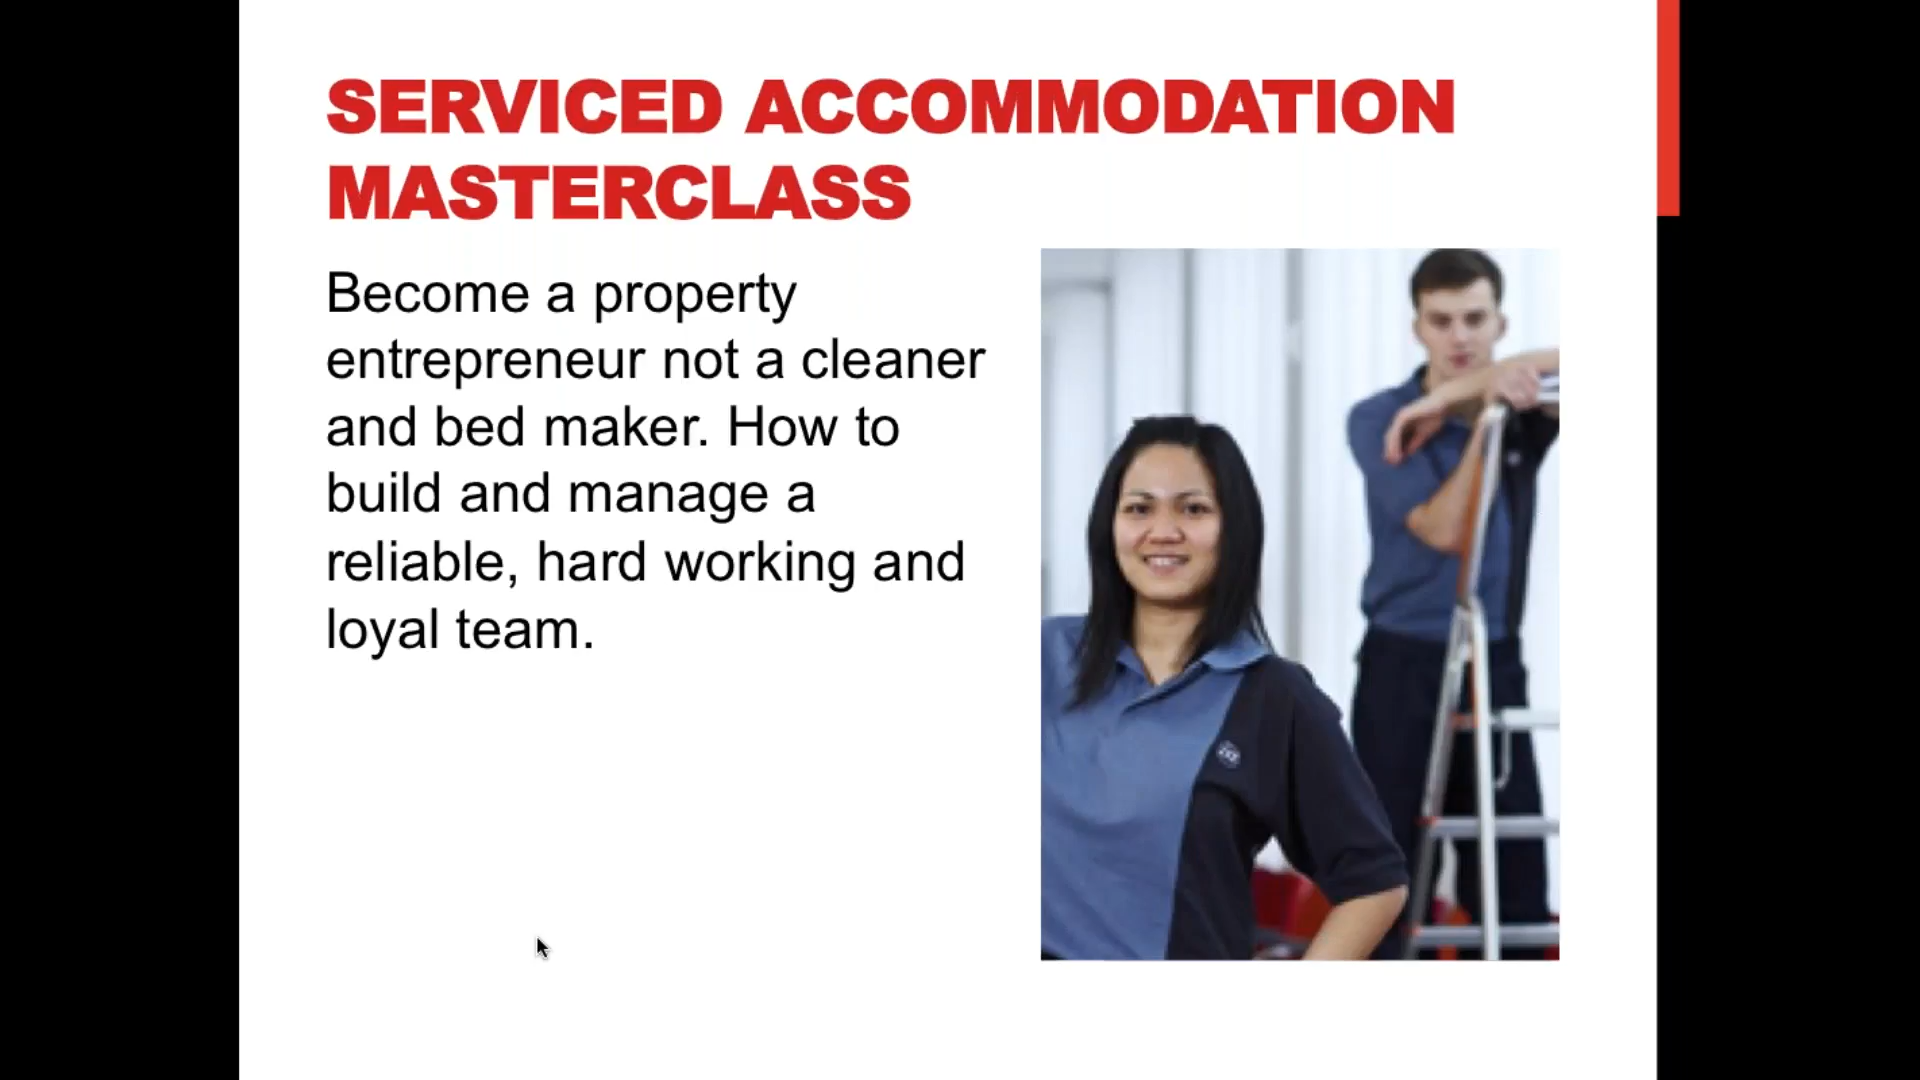 SERVICED ACCOMMODATION
MASTERCLASS
Become a property
entrepreneur not a cleaner
and bed maker. How to
build and manage a
reliable, hard working and
loyal team.